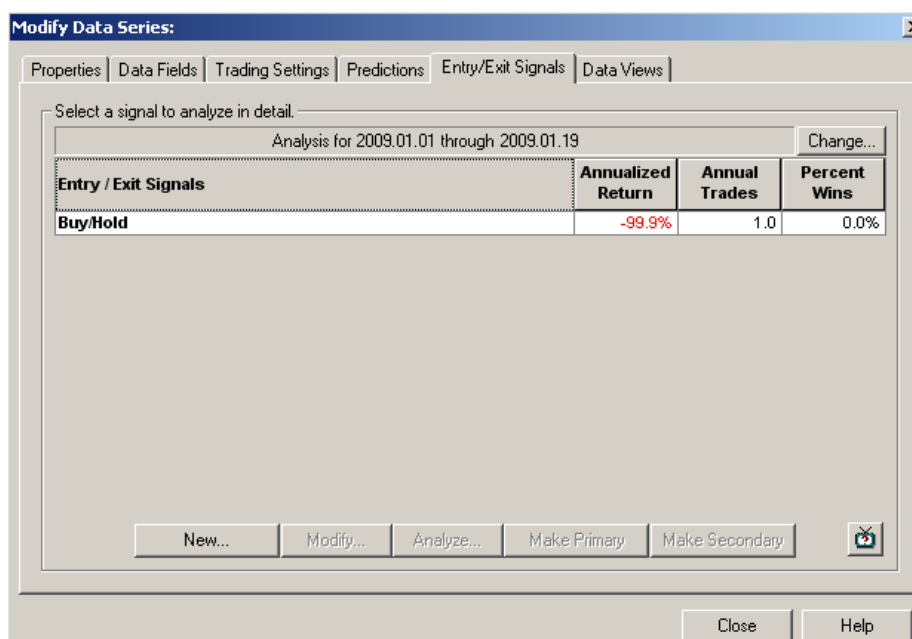 Modify Data Series:
Properties Data Fields Trading Settings Predictions Entry/Exit Signals Data Views
Select a signal to analyze in detail.
Analysis for 2009.01.01 through 2009.01.19 Change...
Entry / Exit Signals Annualized Return Annual Trades Percent Wins
Buy/Hold -99.9% 1.0 0.0%
New... Modify... Analyze... Make Primary Make Secondary
Close Help